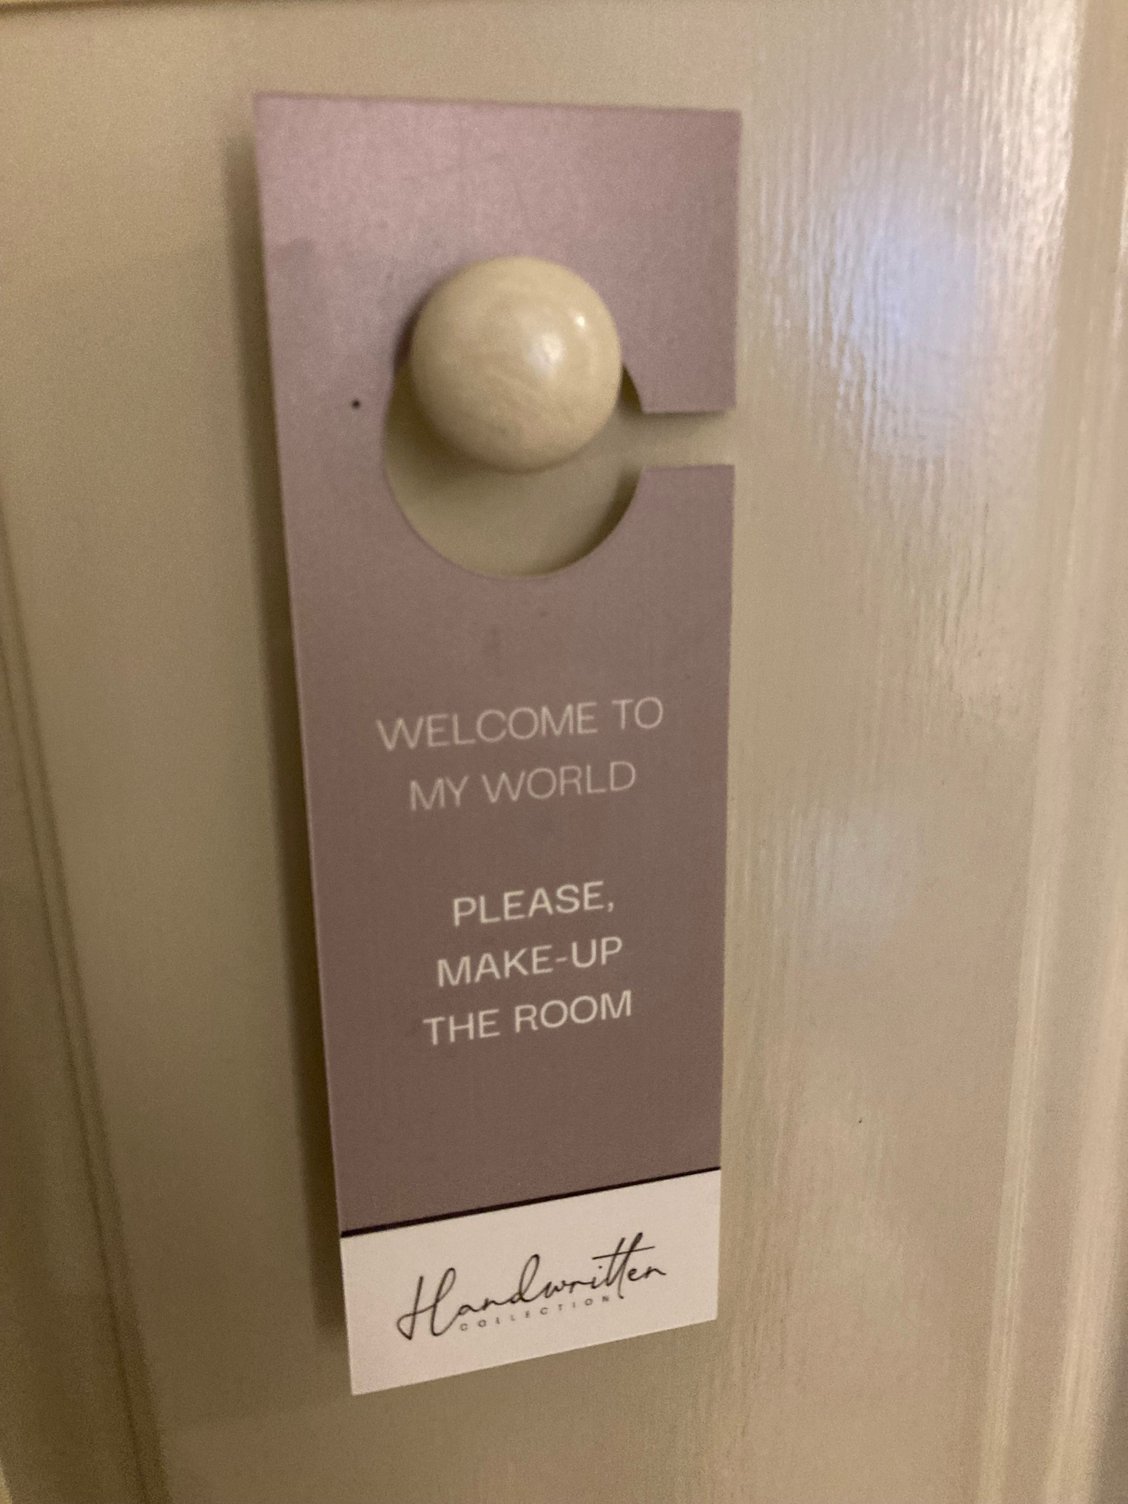 WELCOME TO
MY WORLD
PLEASE,
MAKE-UP
THE ROOM
Handwritten
COLLECTION